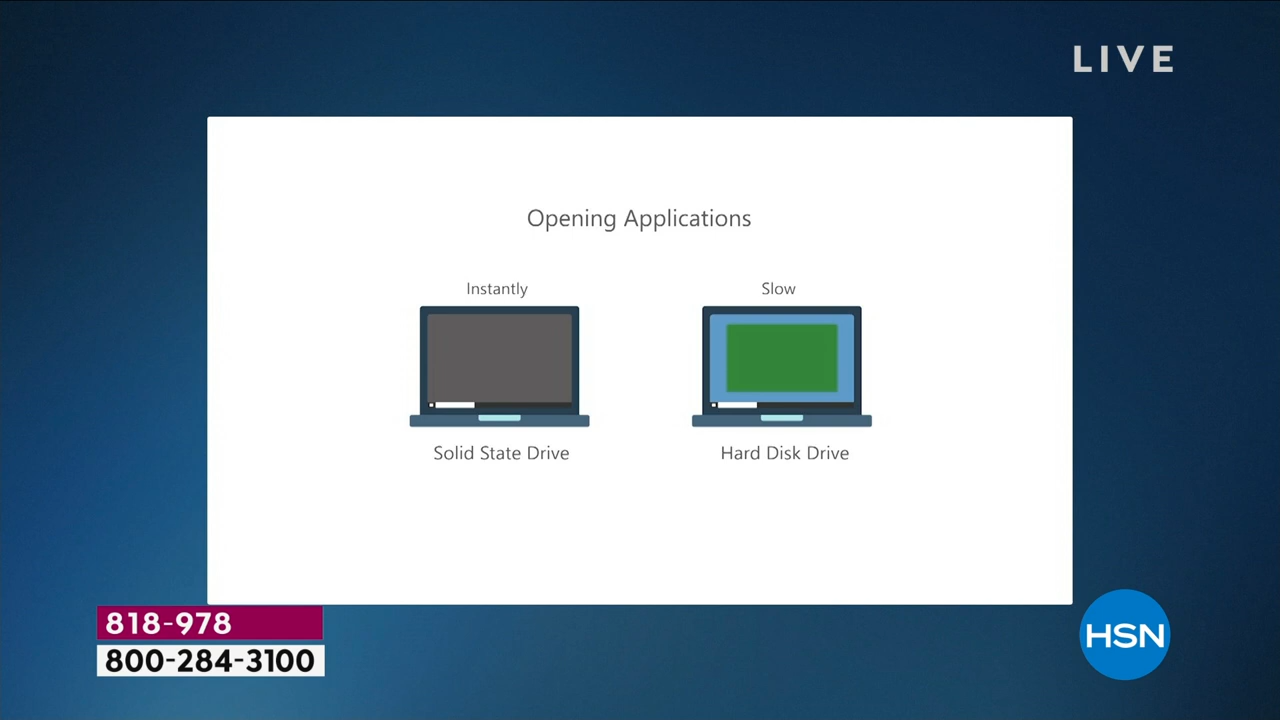 LIVE
Opening Applications
Instantly
Slow
Solid State Drive
Hard Disk Drive
818-978
800-284-3100
HSN